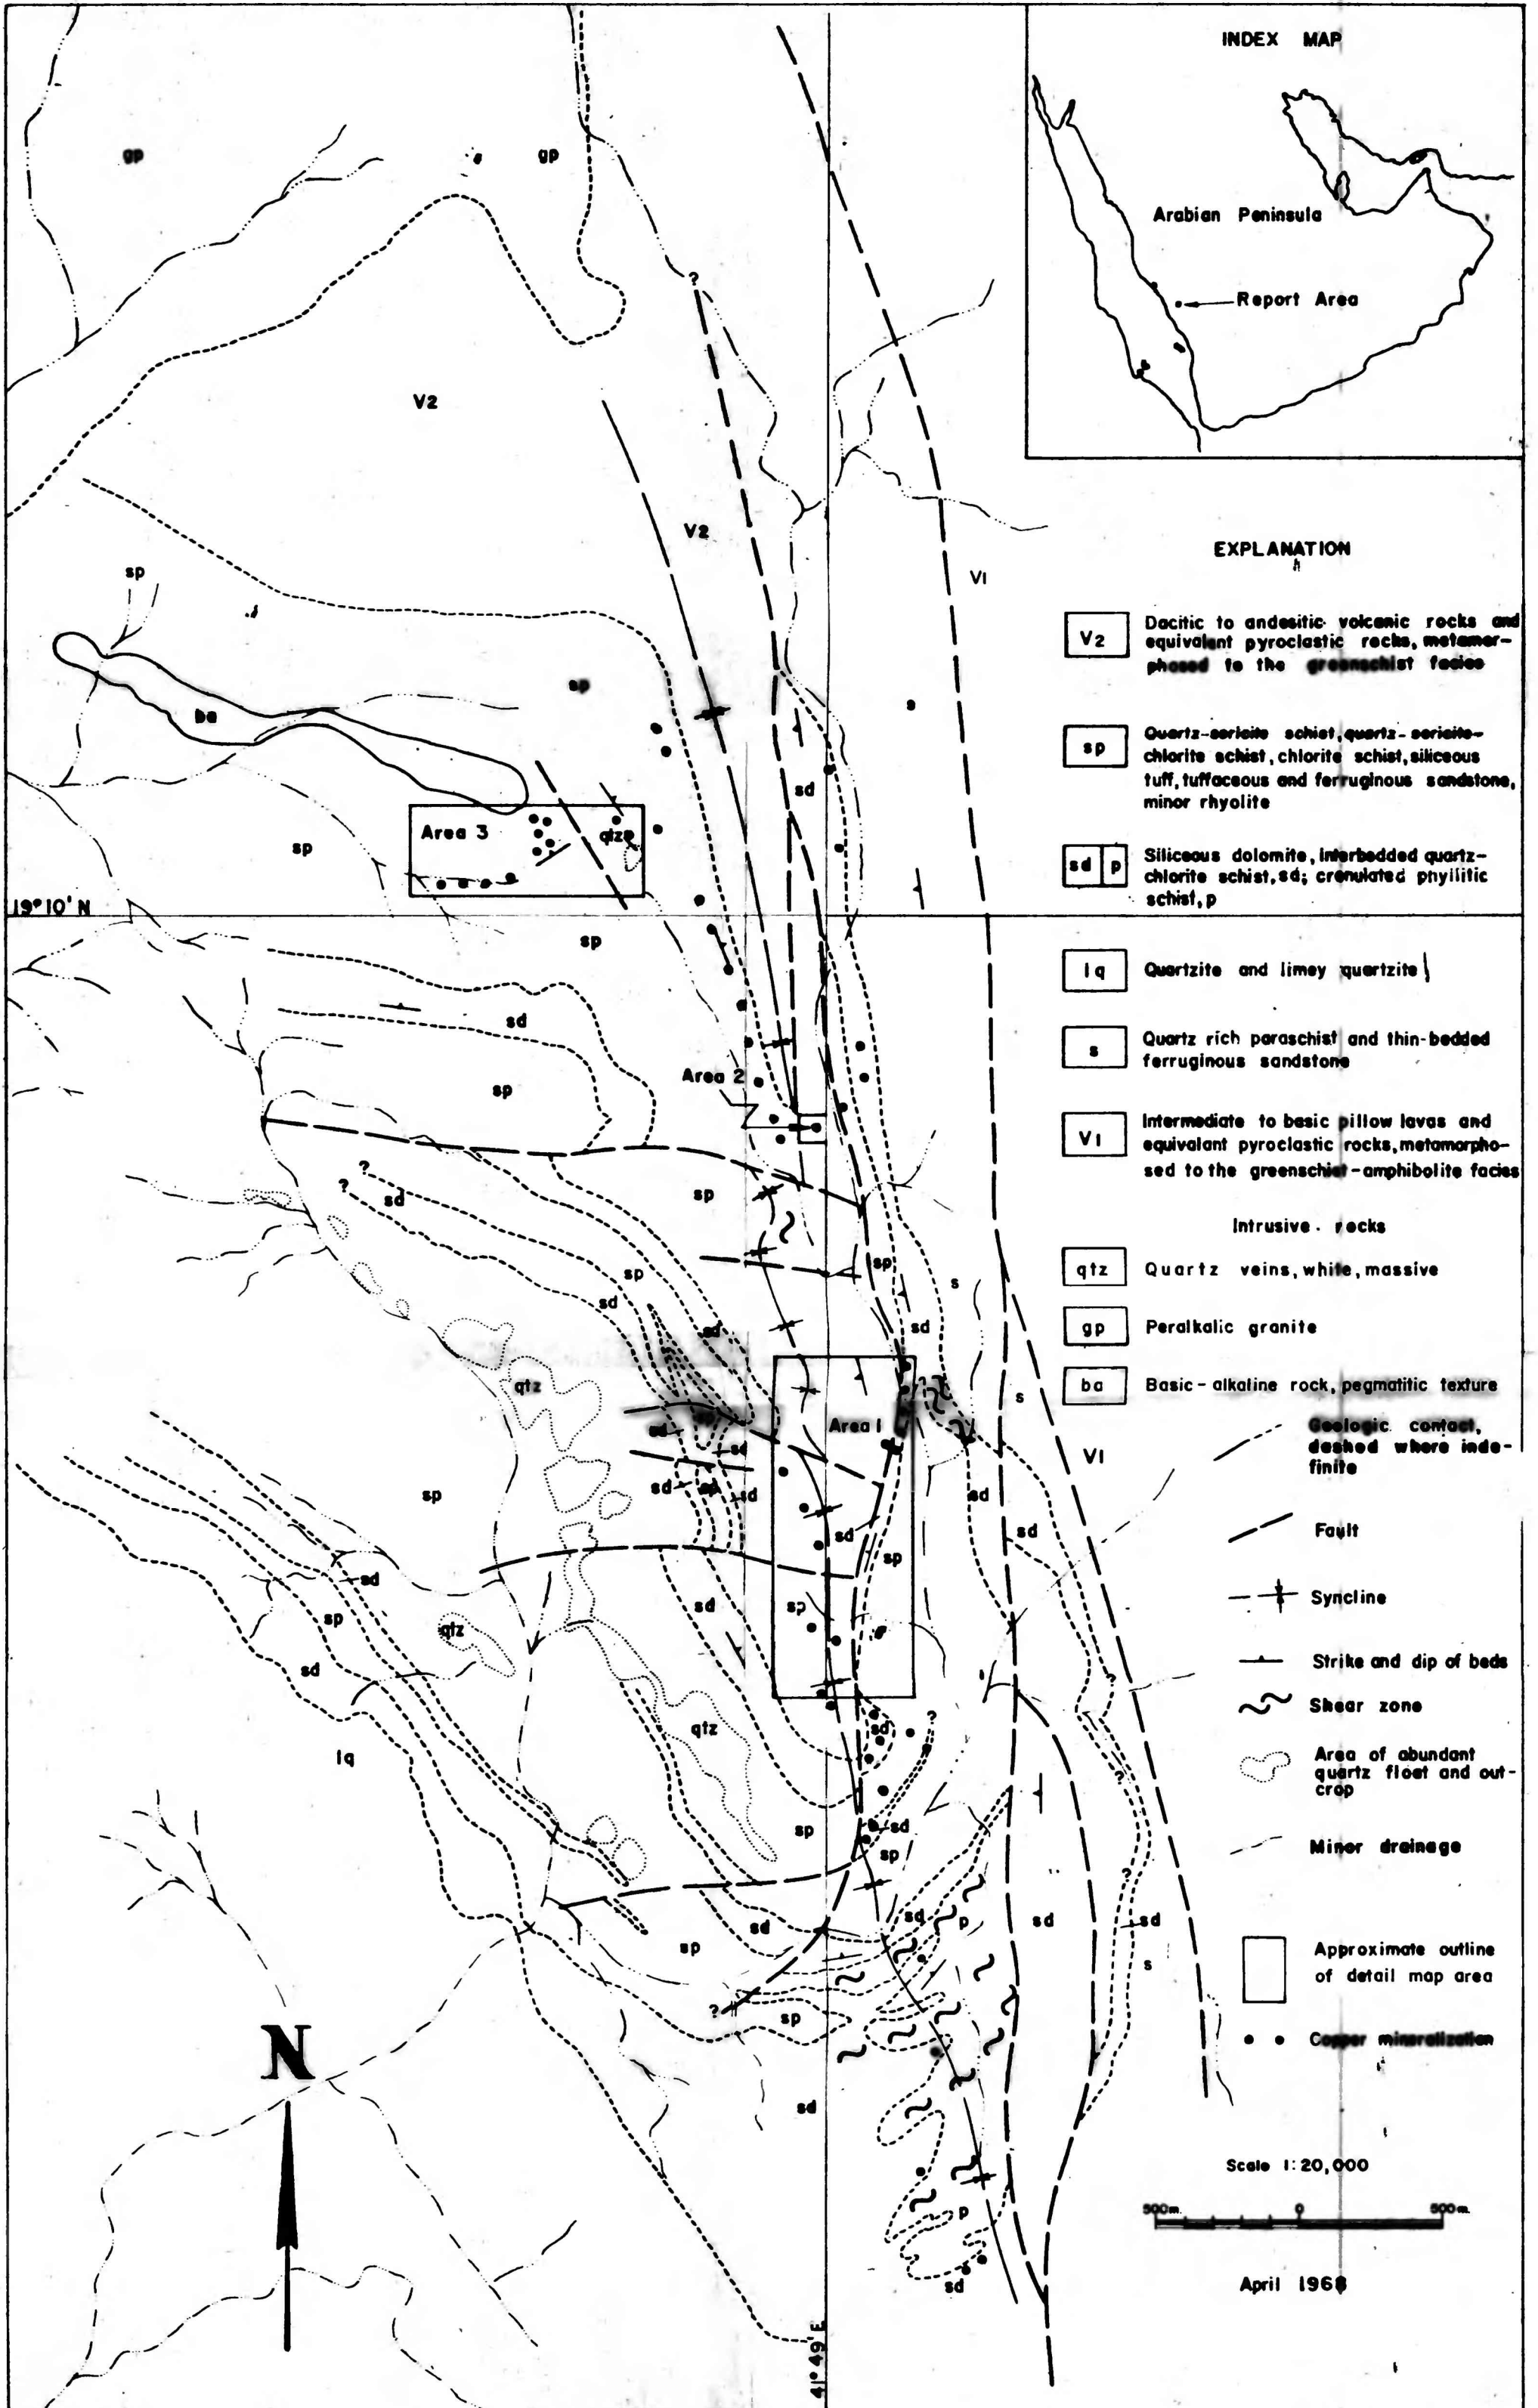 INDEX MAP
Arabian Peninsula
Report Area
EXPLANATION
V2
Dacitic to andesitic volcanic rocks and
equivalent pyroclastic rocks, metamor-
phosed to the greenschist facies
sp
Quartz-sericite schist, quartz-sericite-
chlorite schist, chlorite schist, siliceous
tuff, tuffaceous and ferruginous sandstone,
minor rhyolite
sd p
Siliceous dolomite, interbedded quartz-
chlorite schist, sd; crenulated phyllitic
schist, p
lq
Quartzite and limey quartzite
s
Quartz rich paraschist and thin-bedded
ferruginous sandstone
V1
Intermediate to basic pillow lavas and
equivalant pyroclastic rocks, metamorpho-
sed to the greenschist-amphibolite facies
Intrusive rocks
qtz
Quartz veins, white, massive
gp
Peralkalic granite
ba
Basic-alkaline rock, pegmatitic texture
Geologic contact,
dashed where inde-
finite
Fault
Syncline
Strike and dip of beds
Shear zone
Area of abundant
quartz float and out-
crop
Minor drainage
Approximate outline
of detail map area
Copper mineralization
Scale 1:20,000
500m. 0 500m.
April 1968
gp
gp
?
V2
V2
V1
sp
sp
ba
s
sd
Area 3
qtz
sp
19°10' N
sp
sd
sp
Area 2
?
?
sd
sp
sp
sp
s
sd
sd
sd
qtz
s
sp
Area 1
sd
sd
V1
sp
sd
sp
sd
sd
sd
sd
sp
sd
sp
sd
sp
qtz
sd
sp
?
qtz
sd
?
lq
?
sp
sd
sp
?
sd
sd
p
sd
sd
sp
s
?
sp
N
sd
p
sd
41°49'E